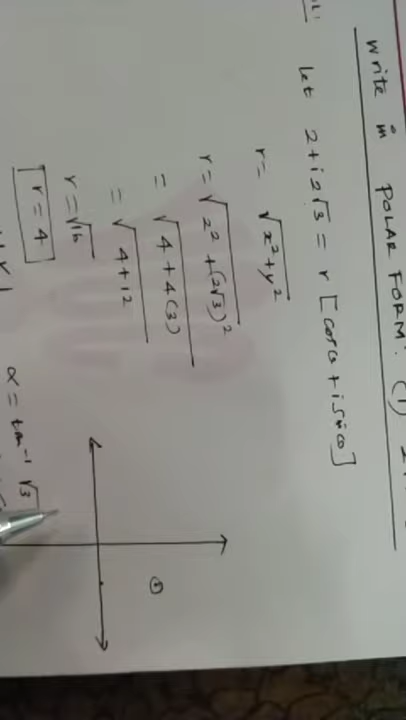 Write in POLAR FORM: (1) 2
let 2+i2√3 = r [cosθ + i sinθ]
r = √x²+y²
r = √2² + (2√3)²
= √4+4(3)
= √4+12
r = √16
r = 4
α = tan⁻¹ √3